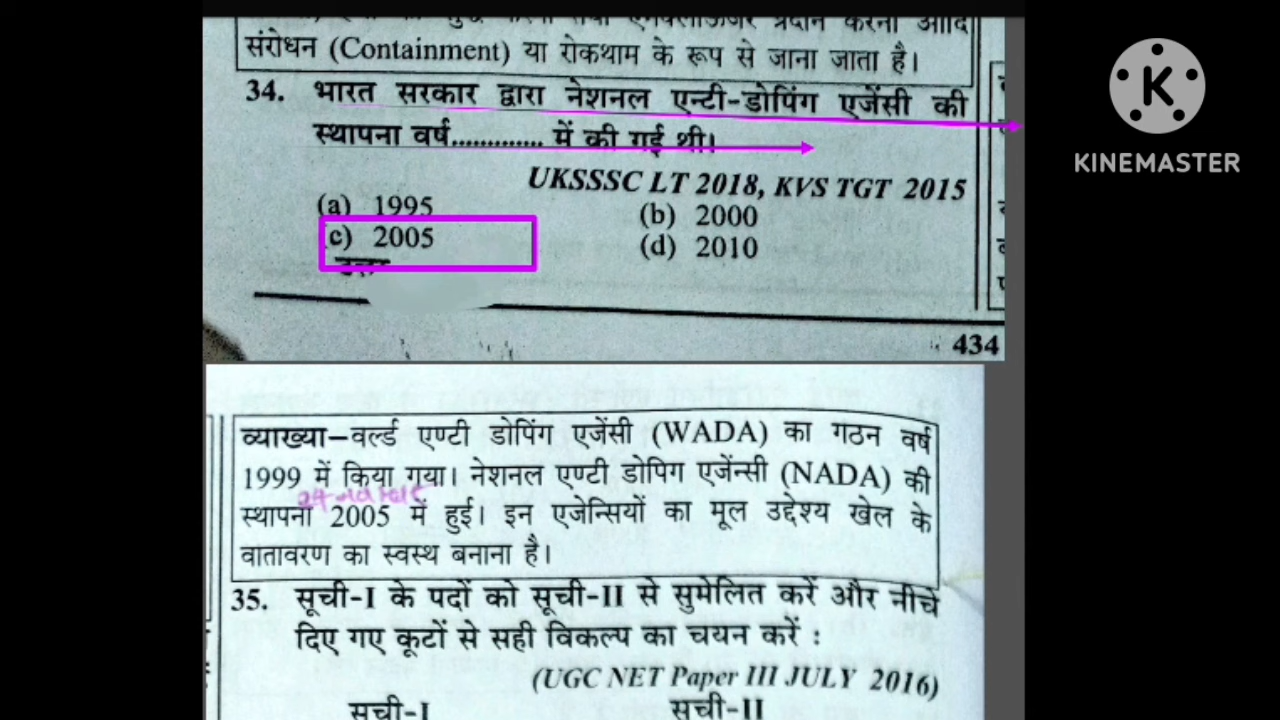 प्रदान करना आदि
संरोधन (Containment) या रोकथाम के रूप से जाना जाता है।
34. भारत सरकार द्वारा नेशनल एन्टी-डोपिंग एजेंसी की
स्थापना वर्ष............. में की गई थी।
UKSSSC LT 2018, KVS TGT 2015
(a) 1995 (b) 2000
(c) 2005 (d) 2010
434
व्याख्या–वर्ल्ड एण्टी डोपिंग एजेंसी (WADA) का गठन वर्ष
1999 में किया गया। नेशनल एण्टी डोपिग एजेंन्सी (NADA) की
स्थापना 2005 में हुई। इन एजेन्सियों का मूल उद्देश्य खेल के
वातावरण का स्वस्थ बनाना है।
35. सूची-I के पदों को सूची-II से सुमेलित करें और नीचे
दिए गए कूटों से सही विकल्प का चयन करें :
(UGC NET Paper III JULY 2016)
सूची-I सूची-II
K
KINEMASTER